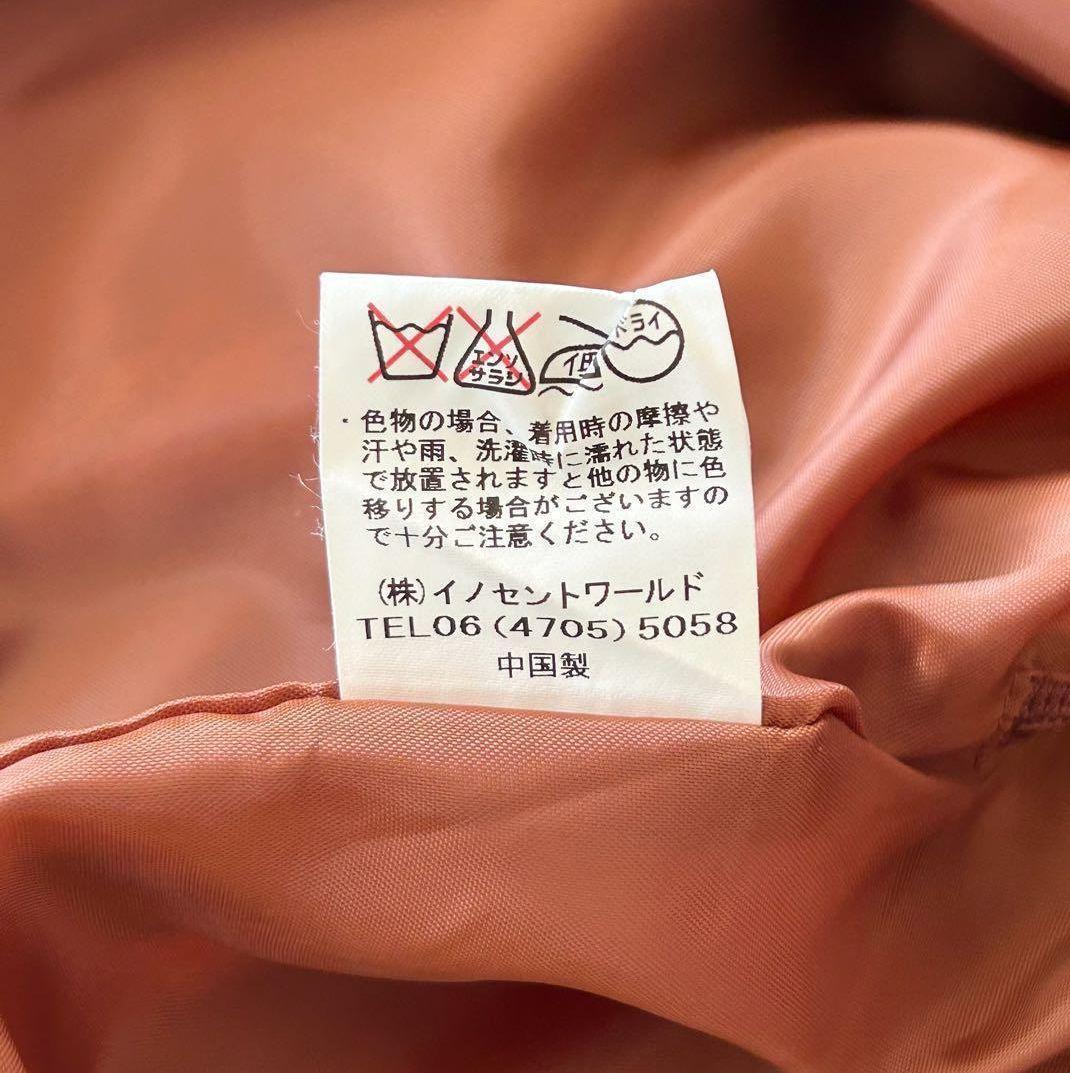 ドライ
エンソ
サラシ
・色物の場合、着用時の摩擦や
汗や雨、洗濯時に濡れた状態
で放置されますと他の物に色
移りする場合がございますの
で十分ご注意ください。
(株)イノセントワールド
TEL06(4705)5058
中国製